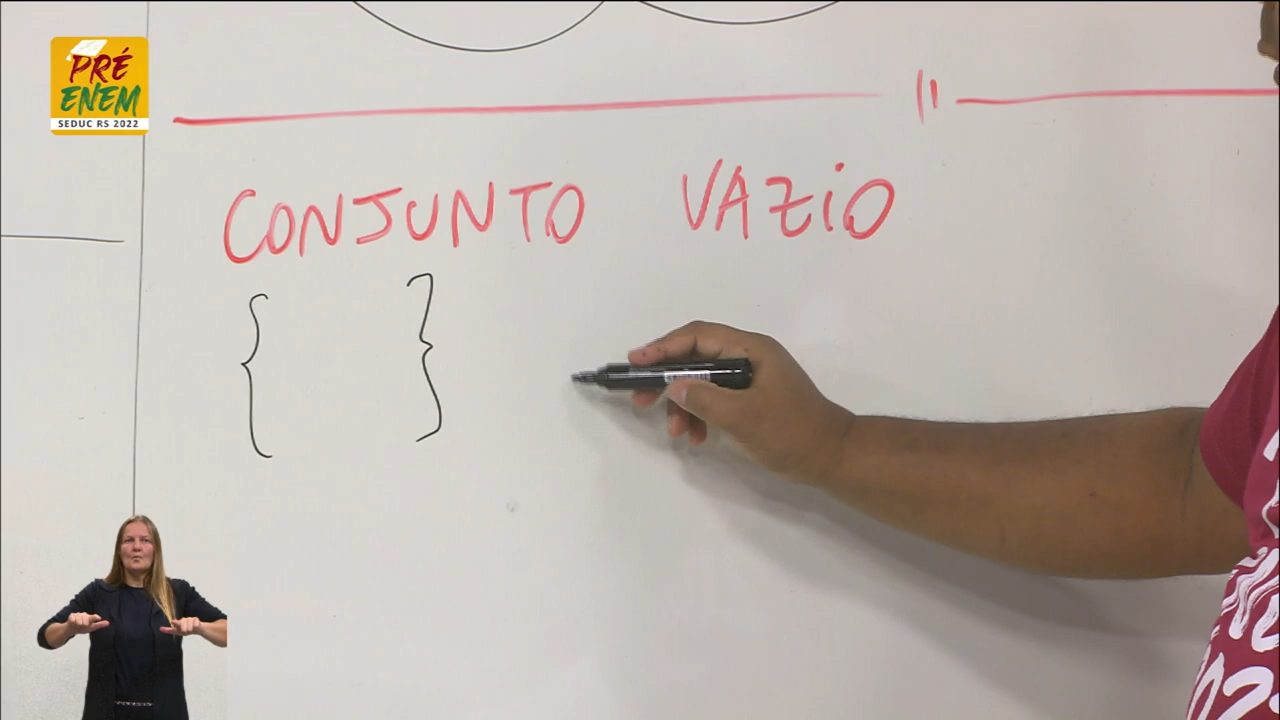 PRÉ
ENEM
SEDUC RS 2022
CONJUNTO VAZIO
{ }